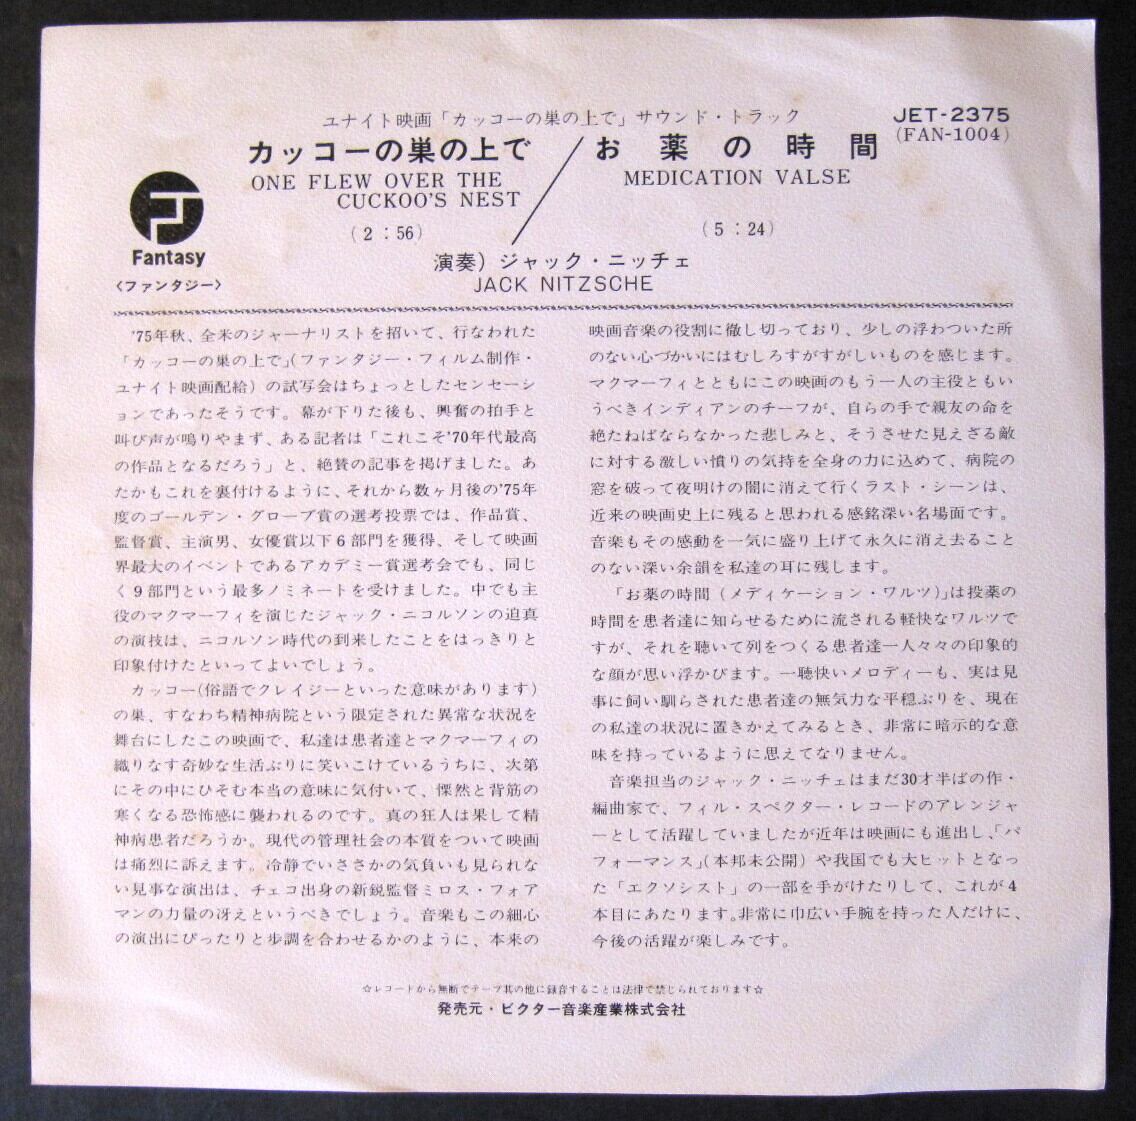 ユナイト映画「カッコーの巣の上で」サウンド・トラック
JET-2375
(FAN-1004)
カッコーの巣の上で／お薬の時間
ONE FLEW OVER THE
CUCKOO'S NEST
MEDICATION VALSE
(2:56)
(5:24)
Fantasy
〈ファンタジー〉
演奏) ジャック・ニッチェ
JACK NITZSCHE
'75年秋、全米のジャーナリストを招いて、行なわれた
「カッコーの巣の上で」(ファンタジー・フィルム制作・
ユナイト映画配給)の試写会はちょっとしたセンセーシ
ョンであったそうです。幕が下りた後も、興奮の拍手と
叫び声が鳴りやまず、ある記者は「これこそ'70年代最高
の作品となるだろう」と、絶賛の記事を掲げました。あ
たかもこれを裏付けるように、それから数ヶ月後の'75年
度のゴールデン・グローブ賞の選考投票では、作品賞、
監督賞、主演男、女優賞以下6部門を獲得、そして映画
界最大のイベントであるアカデミー賞選考会でも、同じ
く9部門という最多ノミネートを受けました。中でも主
役のマクマーフィを演じたジャック・ニコルソンの迫真
の演技は、ニコルソン時代の到来したことをはっきりと
印象付けたといってよいでしょう。
カッコー(俗語でクレイジーといった意味があります)
の巣、すなわち精神病院という限定された異常な状況を
舞台にしたこの映画で、私達は患者達とマクマーフィの
織りなす奇妙な生活ぶりに笑いこけているうちに、次第
にその中にひそむ本当の意味に気付いて、慄然と背筋の
寒くなる恐怖感に襲われるのです。真の狂人は果して精
神病患者だろうか。現代の管理社会の本質をついて映画
は痛烈に訴えます。冷静でいささかの気負いも見られな
い見事な演出は、チェコ出身の新鋭監督ミロス・フォア
マンの力量の冴えというべきでしょう。音楽もこの細心
の演出にぴったりと歩調を合わせるかのように、本来の
映画音楽の役割に徹し切っており、少しの浮わついた所
のない心づかいにはむしろすがすがしいものを感じます。
マクマーフィとともにこの映画のもう一人の主役ともい
うべきインディアンのチーフが、自らの手で親友の命を
絶たねばならなかった悲しみと、そうさせた見えざる敵
に対する激しい憤りの気持を全身の力に込めて、病院の
窓を破って夜明けの闇に消えて行くラスト・シーンは、
近来の映画史上に残ると思われる感銘深い名場面です。
音楽もその感動を一気に盛り上げて永久に消え去ること
のない深い余韻を私達の耳に残します。
「お薬の時間(メディケーション・ワルツ)」は投薬の
時間を患者達に知らせるために流される軽快なワルツで
すが、それを聴いて列をつくる患者達一人々々の印象的
な顔が思い浮かびます。一聴快いメロディーも、実は見
事に飼い馴らされた患者達の無気力な平穏ぶりを、現在
の私達の状況に置きかえてみるとき、非常に暗示的な意
味を持っているように思えてなりません。
音楽担当のジャック・ニッチェはまだ30才半ばの作・
編曲家で、フィル・スペクター・レコードのアレンジャ
ーとして活躍していましたが近年は映画にも進出し、「パ
フォーマンス」(本邦未公開)や我国でも大ヒットとなっ
た「エクソシスト」の一部を手がけたりして、これが4
本目にあたります。非常に巾広い手腕を持った人だけに、
今後の活躍が楽しみです。
☆レコードから無断でテープ其の他に録音することは法律で禁じられております☆
発売元・ビクター音楽産業株式会社